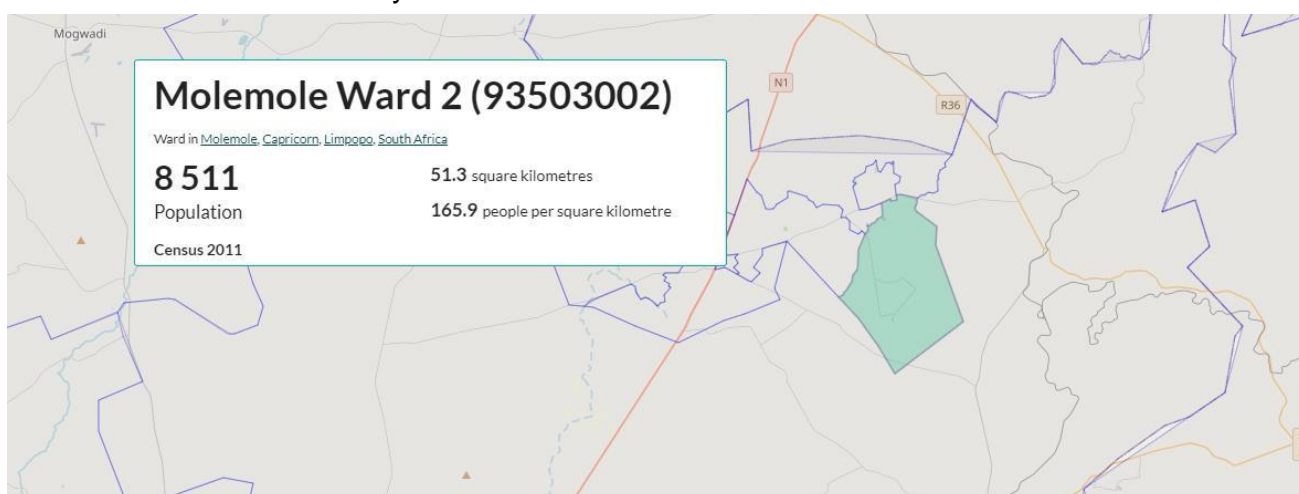 Mogwadi
Molemole Ward 2 (93503002)
Ward in Molemole, Capricorn, Limpopo, South Africa
8 511
Population
51.3 square kilometres
165.9 people per square kilometre
Census 2011
N1
R36